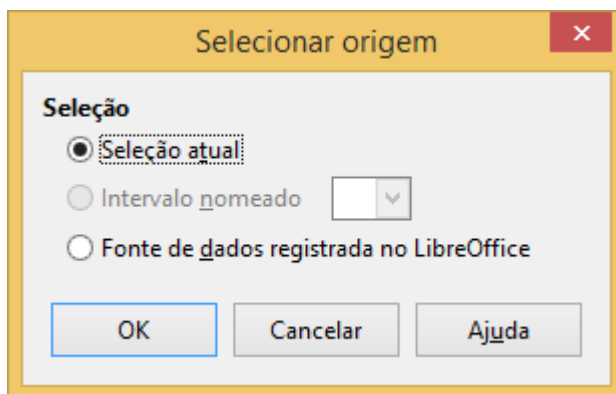 Selecionar origem
Seleção
Seleção atual
Intervalo nomeado
Fonte de dados registrada no LibreOffice
OK Cancelar Ajuda